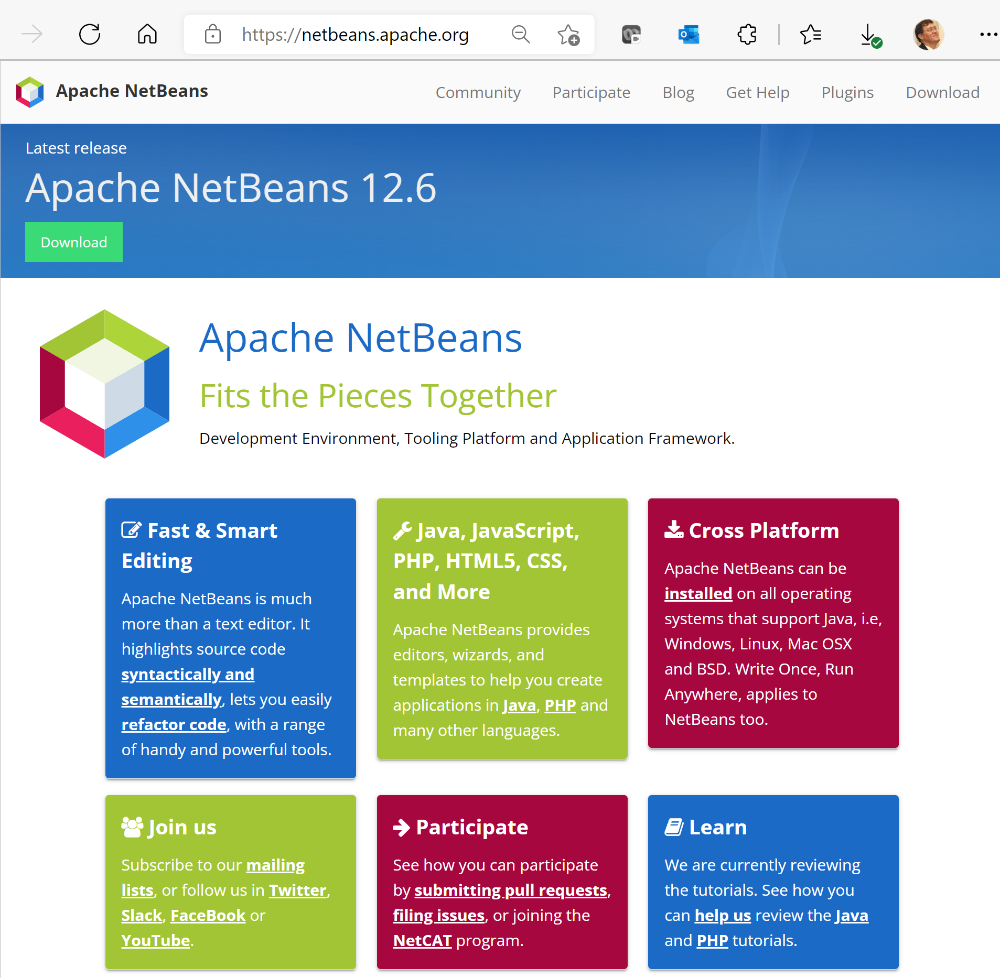 https://netbeans.apache.org
Apache NetBeans
Community Participate Blog Get Help Plugins Download
Latest release
Apache NetBeans 12.6
Download
Apache NetBeans
Fits the Pieces Together
Development Environment, Tooling Platform and Application Framework.
Fast & Smart
Editing
Apache NetBeans is much
more than a text editor. It
highlights source code
syntactically and
semantically, lets you easily
refactor code, with a range
of handy and powerful tools.
Java, JavaScript,
PHP, HTML5, CSS,
and More
Apache NetBeans provides
editors, wizards, and
templates to help you create
applications in Java, PHP and
many other languages.
Cross Platform
Apache NetBeans can be
installed on all operating
systems that support Java, i.e,
Windows, Linux, Mac OSX
and BSD. Write Once, Run
Anywhere, applies to
NetBeans too.
Join us
Subscribe to our mailing
lists, or follow us in Twitter,
Slack, FaceBook or
YouTube.
Participate
See how you can participate
by submitting pull requests,
filing issues, or joining the
NetCAT program.
Learn
We are currently reviewing
the tutorials. See how you
can help us review the Java
and PHP tutorials.